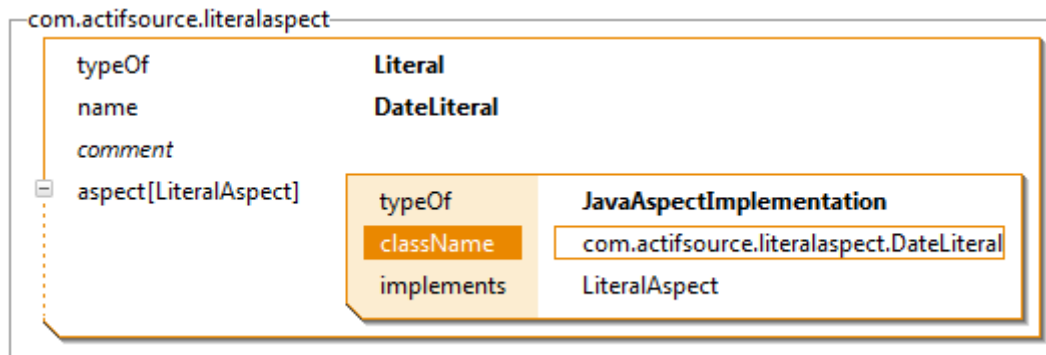 com.actifsource.literalaspect
typeOf Literal
name DateLiteral
comment
aspect[LiteralAspect]
typeOf JavaAspectImplementation
className com.actifsource.literalaspect.DateLiteral
implements LiteralAspect